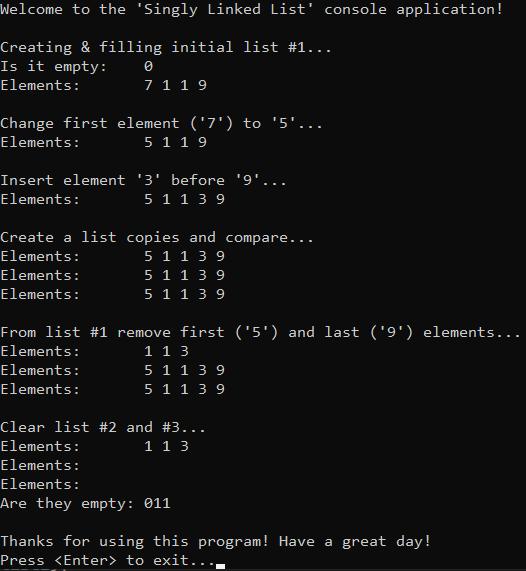 Welcome to the 'Singly Linked List' console application!
Creating & filling initial list #1...
Is it empty:    0
Elements:       7 1 1 9
Change first element ('7') to '5'...
Elements:       5 1 1 9
Insert element '3' before '9'...
Elements:       5 1 1 3 9
Create a list copies and compare...
Elements:       5 1 1 3 9
Elements:       5 1 1 3 9
Elements:       5 1 1 3 9
From list #1 remove first ('5') and last ('9') elements...
Elements:       1 1 3
Elements:       5 1 1 3 9
Elements:       5 1 1 3 9
Clear list #2 and #3...
Elements:       1 1 3
Elements:
Elements:
Are they empty: 011
Thanks for using this program! Have a great day!
Press <Enter> to exit...